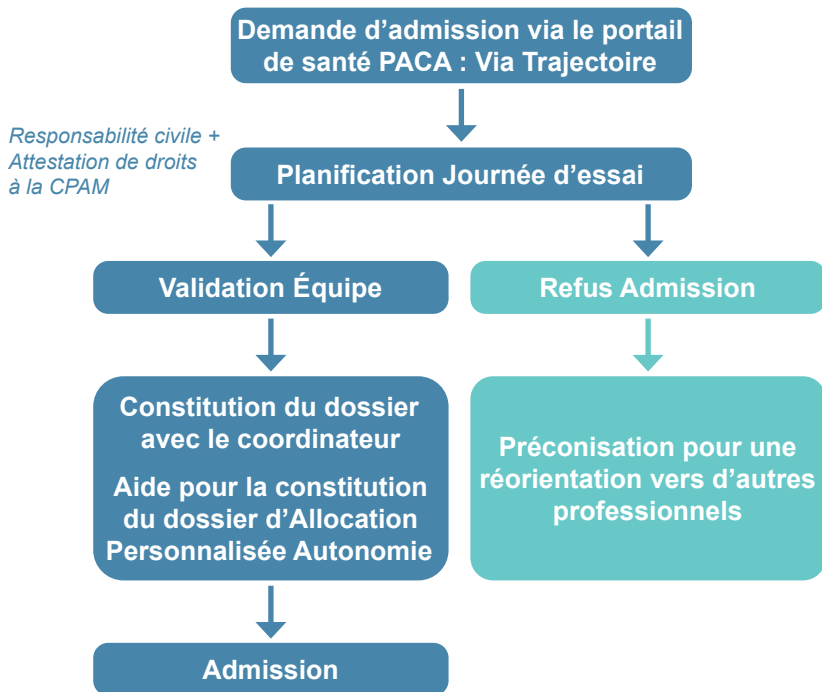 Demande d’admission via le portail
de santé PACA : Via Trajectoire
Responsabilité civile +
Attestation de droits
à la CPAM
Planification Journée d’essai
Validation Équipe
Refus Admission
Constitution du dossier
avec le coordinateur
Aide pour la constitution
du dossier d’Allocation
Personnalisée Autonomie
Préconisation pour une
réorientation vers d’autres
professionnels
Admission